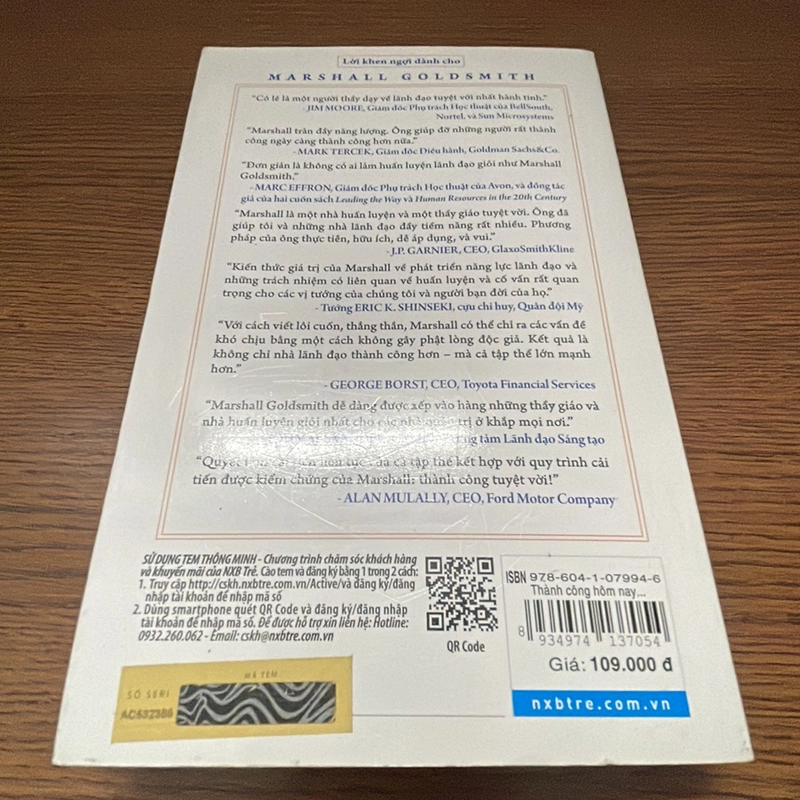 Lời khen ngợi dành cho
MARSHALL GOLDSMITH
“Có lẽ là một người thầy dạy về lãnh đạo tuyệt vời nhất hành tinh.”
- JIM MOORE, Giám đốc Phụ trách Học thuật của BellSouth,
Nortel, và Sun Microsystems
“Marshall tràn đầy năng lượng. Ông giúp đỡ những người rất thành
công ngày càng thành công hơn nữa.”
- MARK TERCEK, Giám đốc Điều hành, Goldman Sachs&Co.
“Đơn giản là không có ai làm huấn luyện lãnh đạo giỏi như Marshall
Goldsmith.”
- MARC EFFRON, Giám đốc Phụ trách Học thuật của Avon, và đồng tác
giả của hai cuốn sách Leading the Way và Human Resources in the 20th Century
“Marshall là một nhà huấn luyện và một thầy giáo tuyệt vời. Ông đã
giúp tôi và những nhà lãnh đạo đầy tiềm năng rất nhiều. Phương
pháp của ông thực tiễn, hữu ích, dễ áp dụng, và vui.”
- J.P. GARNIER, CEO, GlaxoSmithKline
“Kiến thức giá trị của Marshall về phát triển năng lực lãnh đạo và
những trách nhiệm có liên quan về huấn luyện và cố vấn rất quan
trọng cho các vị tướng của chúng tôi và người bạn đời của họ.”
- Tướng ERIC K. SHINSEKI, cựu chỉ huy, Quân đội Mỹ
“Với cách viết lôi cuốn, thẳng thắn, Marshall có thể chỉ ra các vấn đề
khó chịu bằng một cách không gây phật lòng độc giả. Kết quả là
không chỉ nhà lãnh đạo thành công hơn – mà cả tập thể lớn mạnh
hơn.”
- GEORGE BORST, CEO, Toyota Financial Services
“Marshall Goldsmith dễ dàng được xếp vào hàng những thầy giáo và
nhà huấn luyện giỏi nhất cho các nhà quản trị ở khắp mọi nơi.”
tâm Lãnh đạo Sáng tạo
của cả tập thể kết hợp với quy trình cải
tiến được kiểm chứng của Marshall: thành công tuyệt vời!”
- ALAN MULALLY, CEO, Ford Motor Company
SỬ DỤNG TEM THÔNG MINH - Chương trình chăm sóc khách hàng
và khuyến mãi của NXB Trẻ. Cào tem và đăng ký bằng 1 trong 2 cách:
1. Truy cập http://cskh.nxbtre.com.vn/Active/và đăng ký/đăng
nhập tài khoản để nhập mã số
2. Dùng smartphone quét QR Code và đăng ký/đăng nhập
tài khoản để nhập mã số. Để được hỗ trợ xin liên hệ: Hotline:
0932.260.062 - Email: cskh@nxbtre.com.vn
QR Code
ISBN 978-604-1-07994-6
Thành công hôm nay...
8 934974 137054
Giá: 109.000 đ
nxbtre.com.vn
MÃ TEM
SỐ SERI